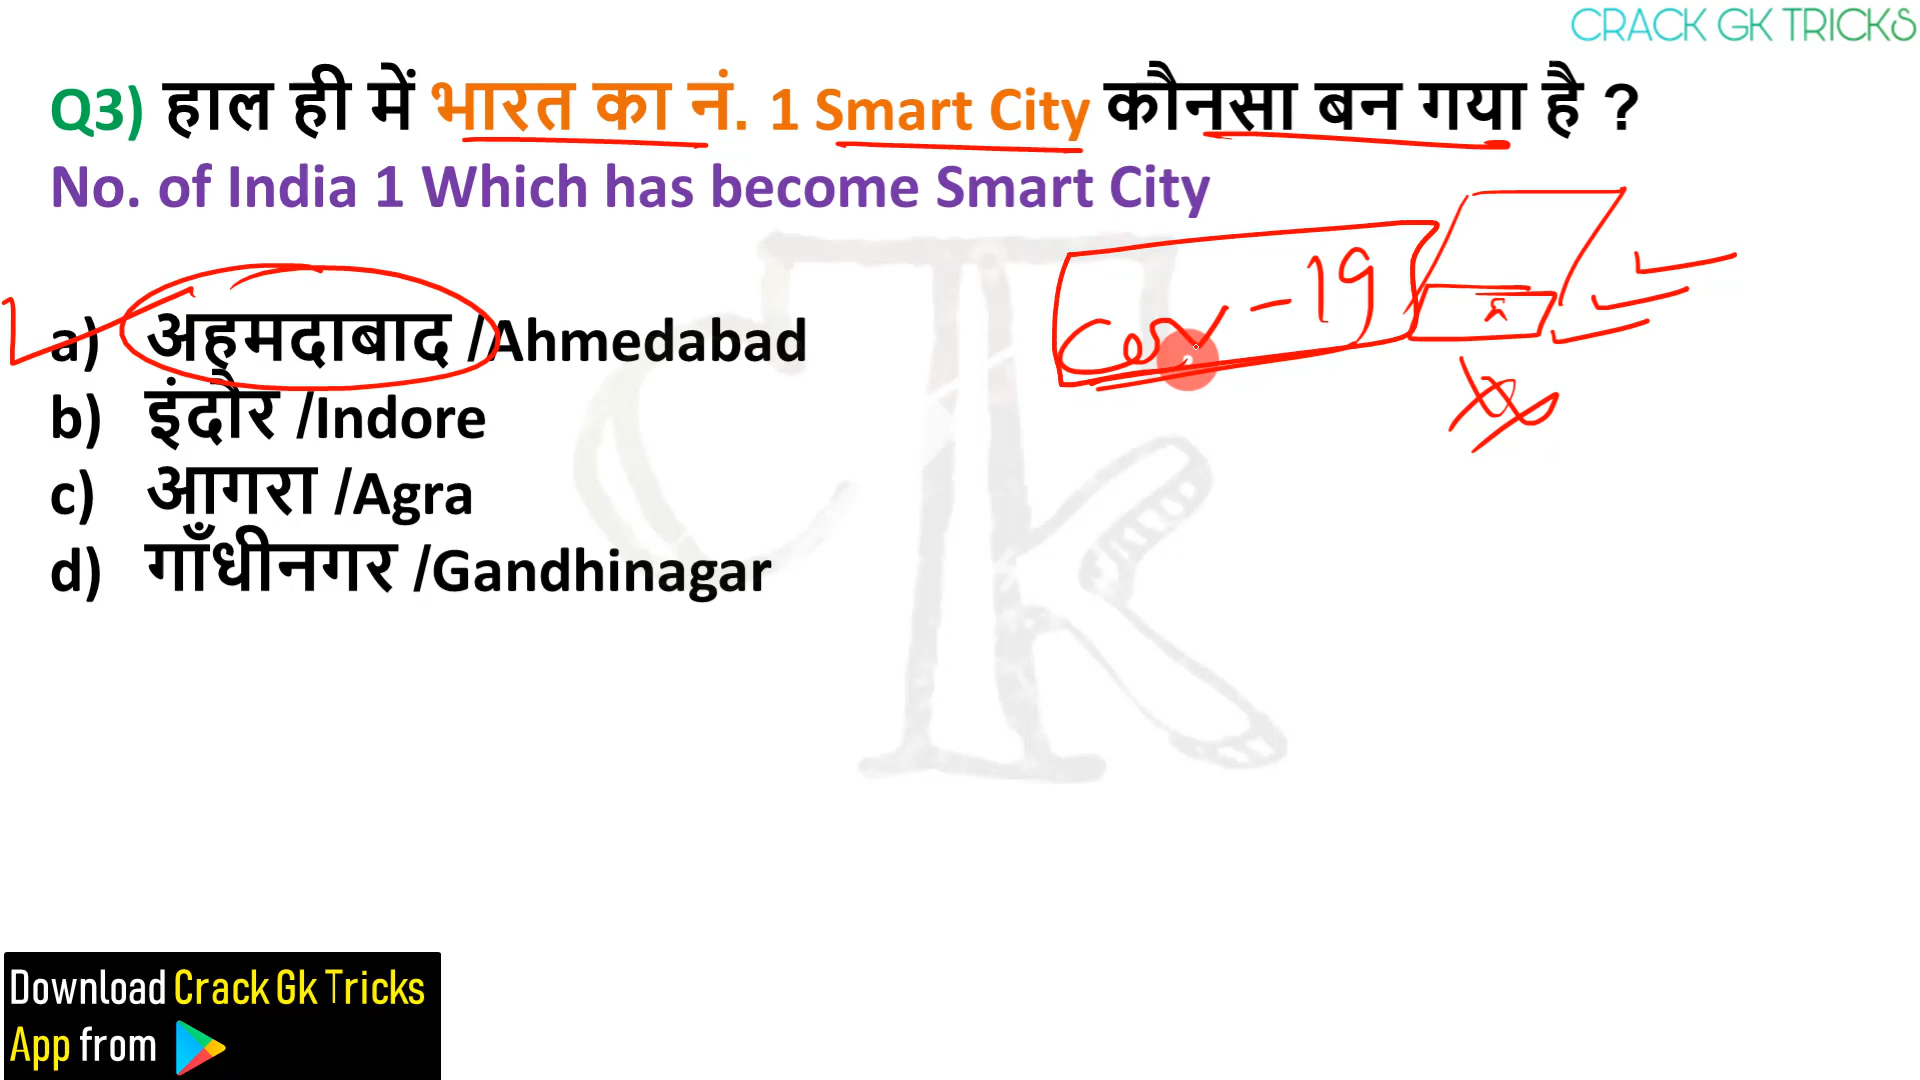 CRACK GK TRICKS
Q3) हाल ही में भारत का नं. 1 Smart City कौनसा बन गया है ?
No. of India 1 Which has become Smart City
a) अहमदाबाद /Ahmedabad
b) इंदौर /Indore
c) आगरा /Agra
d) गाँधीनगर /Gandhinagar
Download Crack Gk Tricks
App from